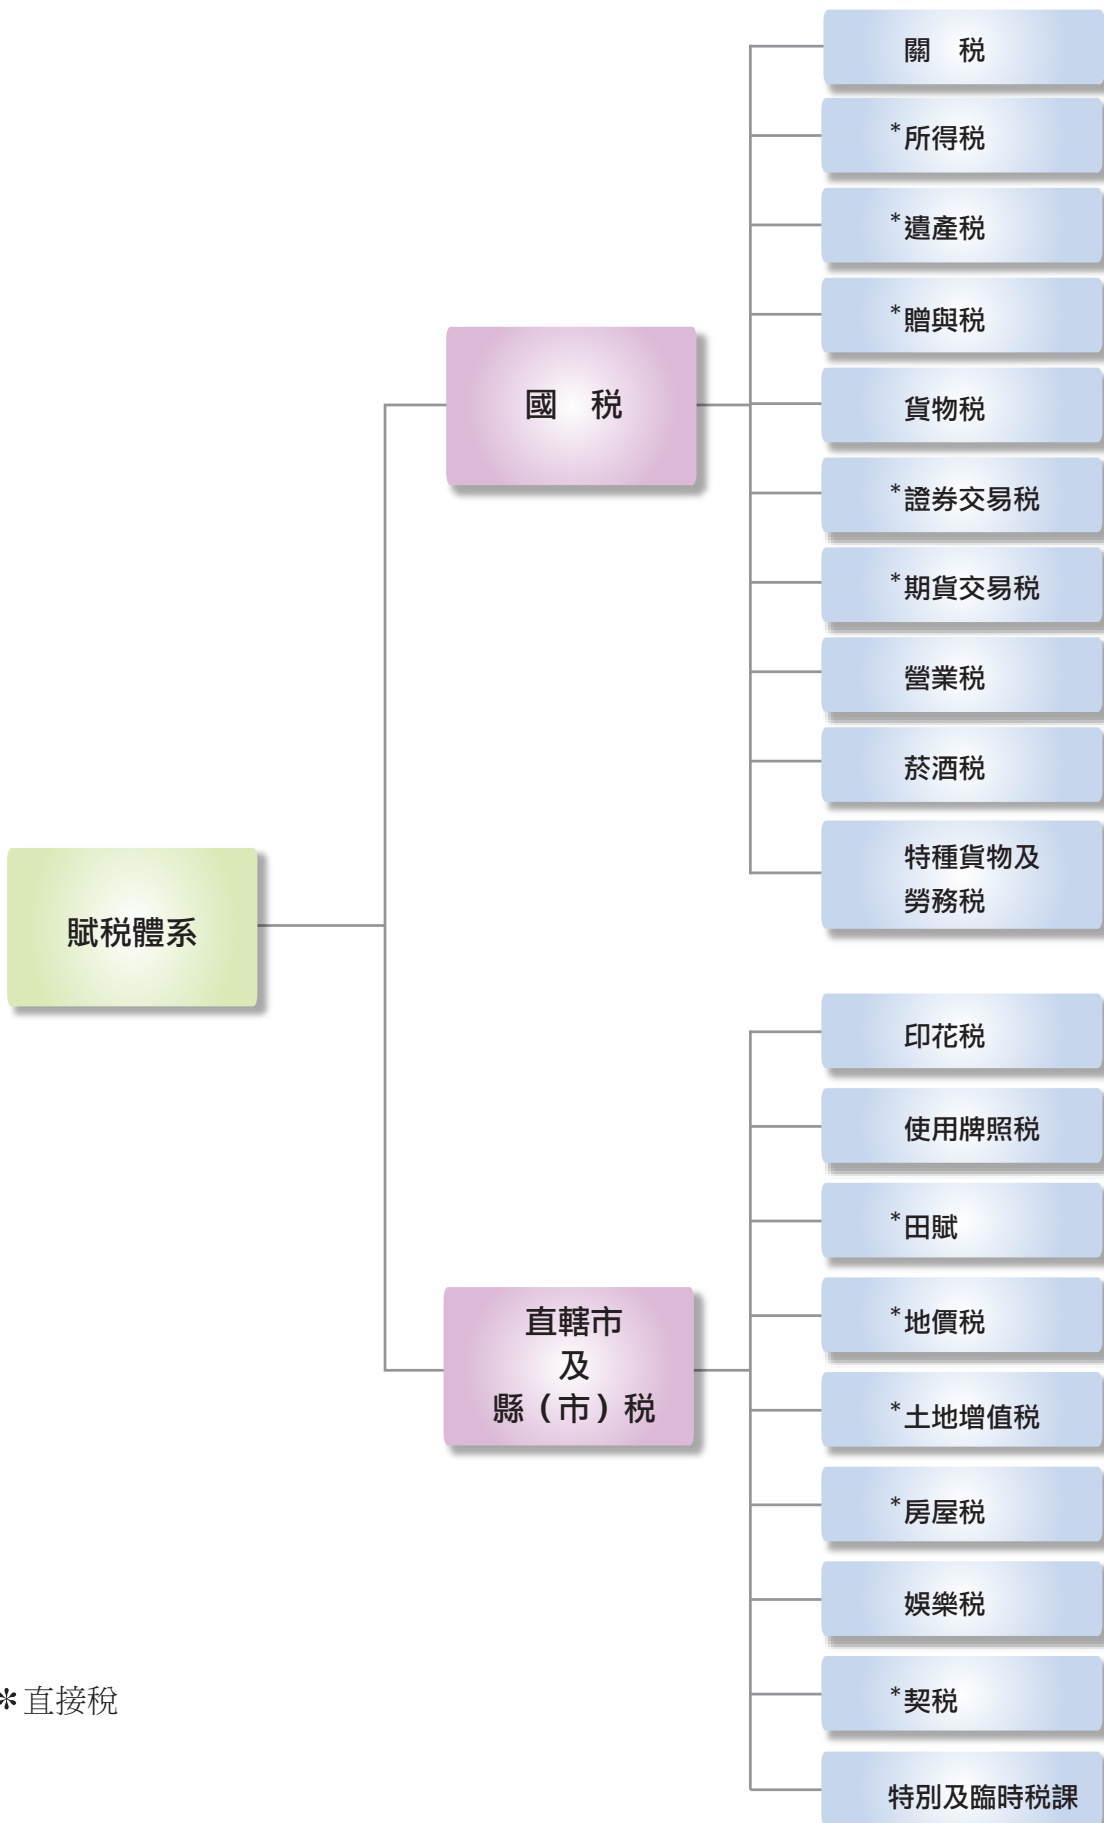 賦稅體系
國　稅
關　稅
*所得稅
*遺產稅
*贈與稅
貨物稅
*證券交易稅
*期貨交易稅
營業稅
菸酒稅
特種貨物及
勞務稅
直轄市
及
縣（市）稅
印花稅
使用牌照稅
*田賦
*地價稅
*土地增值稅
*房屋稅
娛樂稅
*契稅
特別及臨時稅課
*直接稅